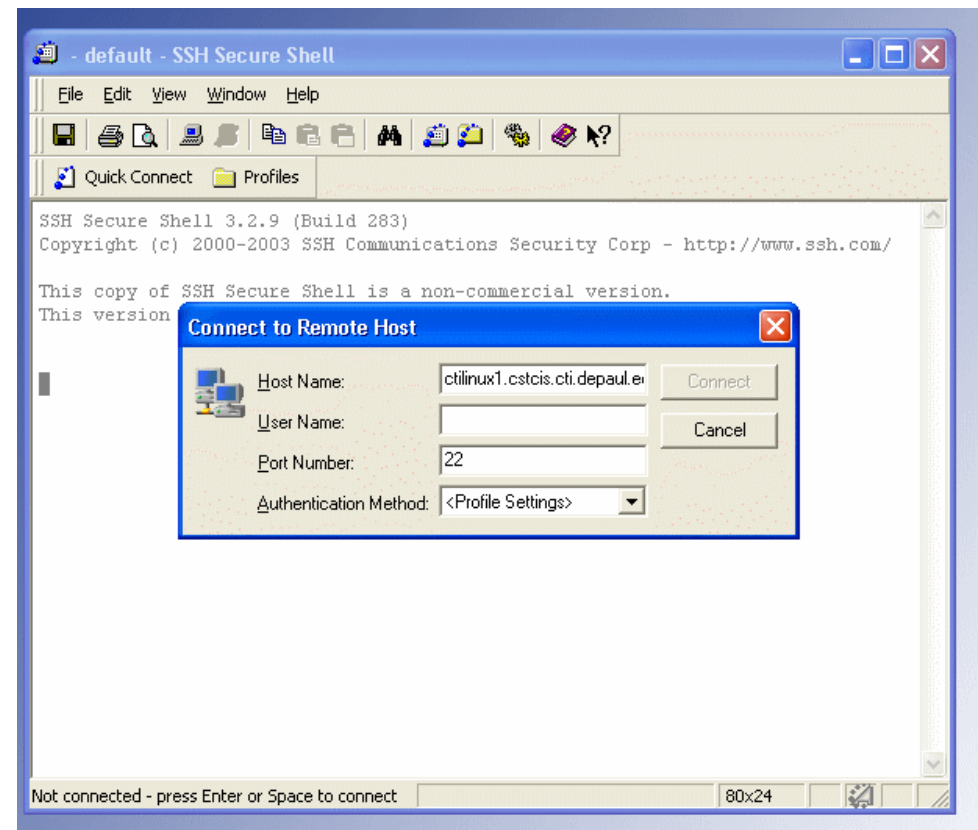 - default - SSH Secure Shell
File Edit View Window Help
Quick Connect Profiles
SSH Secure Shell 3.2.9 (Build 283)
Copyright (c) 2000-2003 SSH Communications Security Corp - http://www.ssh.com/
This copy of SSH Secure Shell is a non-commercial version.
This version
Connect to Remote Host
Host Name: ctilinux1.cstcis.cti.depaul.e Connect
User Name: Cancel
Port Number: 22
Authentication Method: <Profile Settings>
Not connected - press Enter or Space to connect 80x24